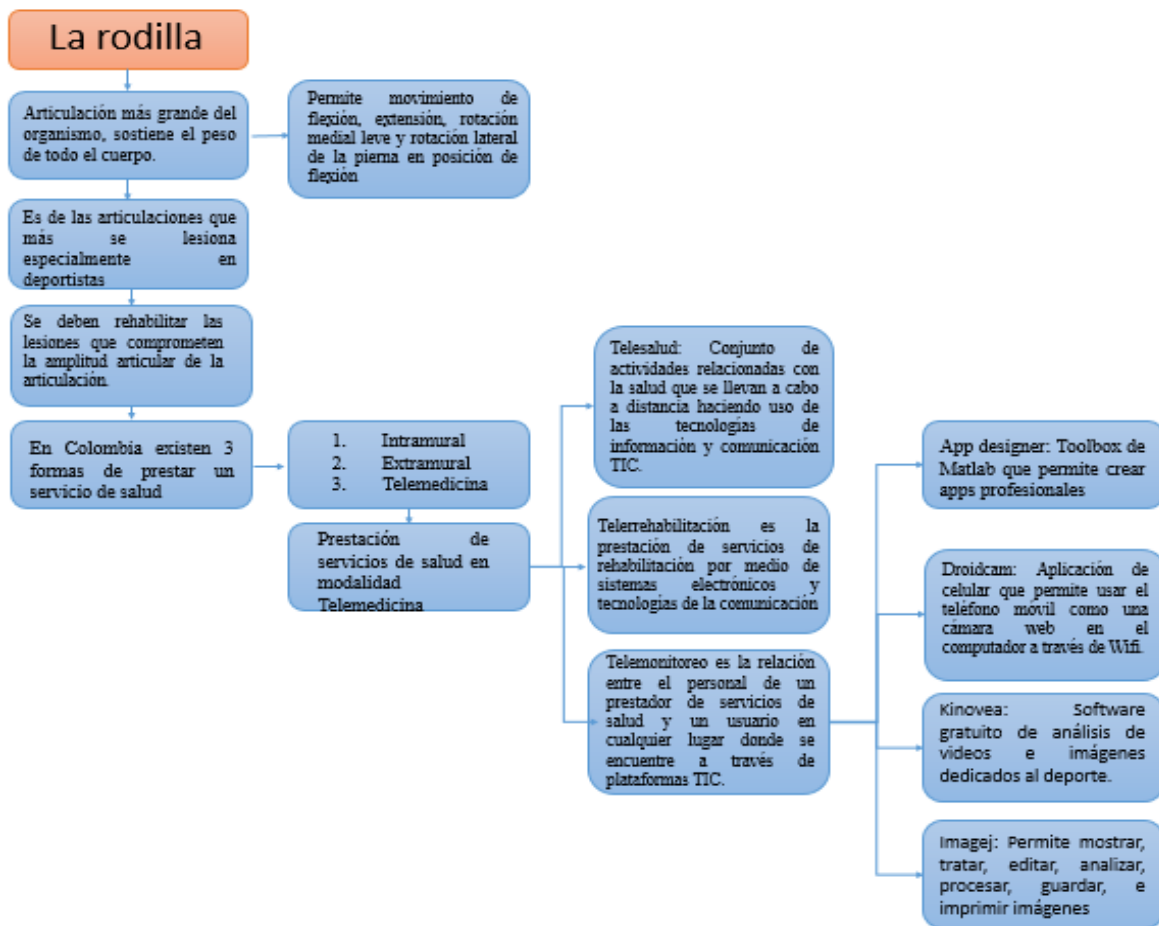 La rodilla
Articulación más grande del
organismo, sostiene el peso
de todo el cuerpo.
Permite movimiento de
flexión, extensión, rotación
medial leve y rotación lateral
de la pierna en posición de
flexión
Es de las articulaciones que
más se lesiona
especialmente en
deportistas
Se deben rehabilitar las
lesiones que comprometen
la amplitud articular de la
articulación.
En Colombia existen 3
formas de prestar un
servicio de salud
1. Intramural
2. Extramural
3. Telemedicina
Prestación de
servicios de salud en
modalidad
Telemedicina
Telesalud: Conjunto de
actividades relacionadas con
la salud que se llevan a cabo
a distancia haciendo uso de
las tecnologías de
información y comunicación
TIC.
Telerrehabilitación es la
prestación de servicios de
rehabilitación por medio de
sistemas electrónicos y
tecnologías de la comunicación
Telemonitoreo es la relación
entre el personal de un
prestador de servicios de
salud y un usuario en
cualquier lugar donde se
encuentre a través de
plataformas TIC.
App designer: Toolbox de
Matlab que permite crear
apps profesionales
Droidcam: Aplicación de
celular que permite usar el
teléfono móvil como una
cámara web en el
computador a través de Wifi.
Kinovea: Software
gratuito de análisis de
videos e imágenes
dedicados al deporte.
Imagej: Permite mostrar,
tratar, editar, analizar,
procesar, guardar, e
imprimir imágenes